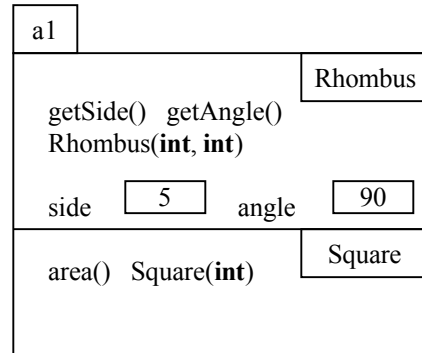 a1
Rhombus
getSide() getAngle()
Rhombus(int, int)
side 5 angle 90
Square
area() Square(int)